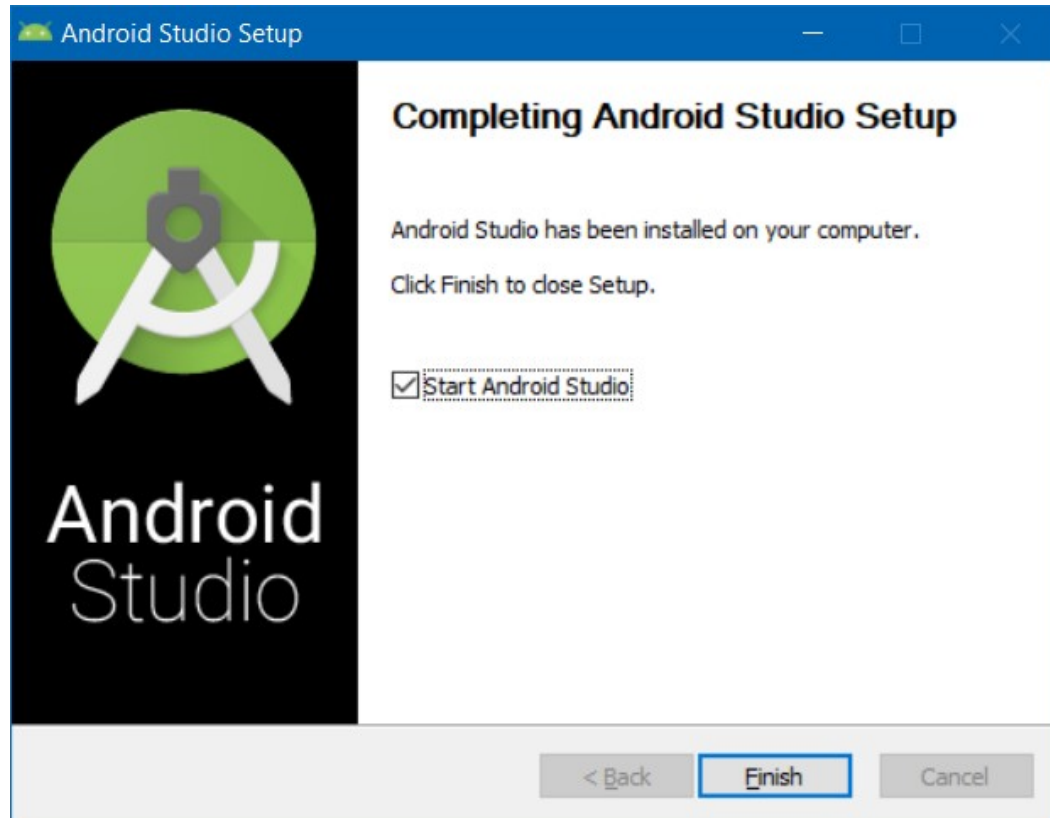 Android Studio Setup
Completing Android Studio Setup
Android Studio has been installed on your computer.
Click Finish to close Setup.
Start Android Studio
Android
Studio
< Back
Finish
Cancel